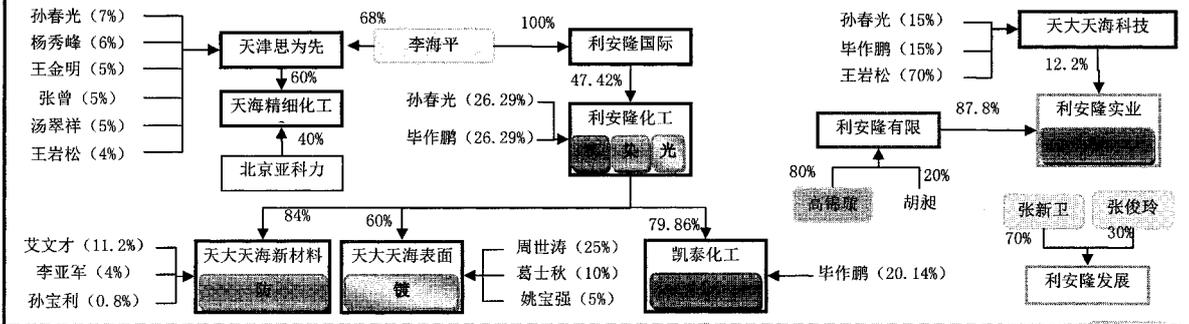 孙春光（7%）
杨秀峰（6%）
王金明（5%）
张曾（5%）
汤翠祥（5%）
王岩松（4%）
天津思为先
68%
李海平
100%
利安隆国际
60%
天海精细化工
40%
北京亚科力
47.42%
孙春光（26.29%）
毕作鹏（26.29%）
利安隆化工
染
光
孙春光（15%）
毕作鹏（15%）
王岩松（70%）
天大天海科技
12.2%
利安隆有限
87.8%
利安隆实业
80%
20%
高锦璇
胡昶
张新卫
张俊玲
70%
30%
利安隆发展
84%
60%
79.86%
艾文才（11.2%）
李亚军（4%）
孙宝利（0.8%）
天大天海新材料
防
天大天海表面
镀
周世涛（25%）
葛士秋（10%）
姚宝强（5%）
凯泰化工
毕作鹏（20.14%）